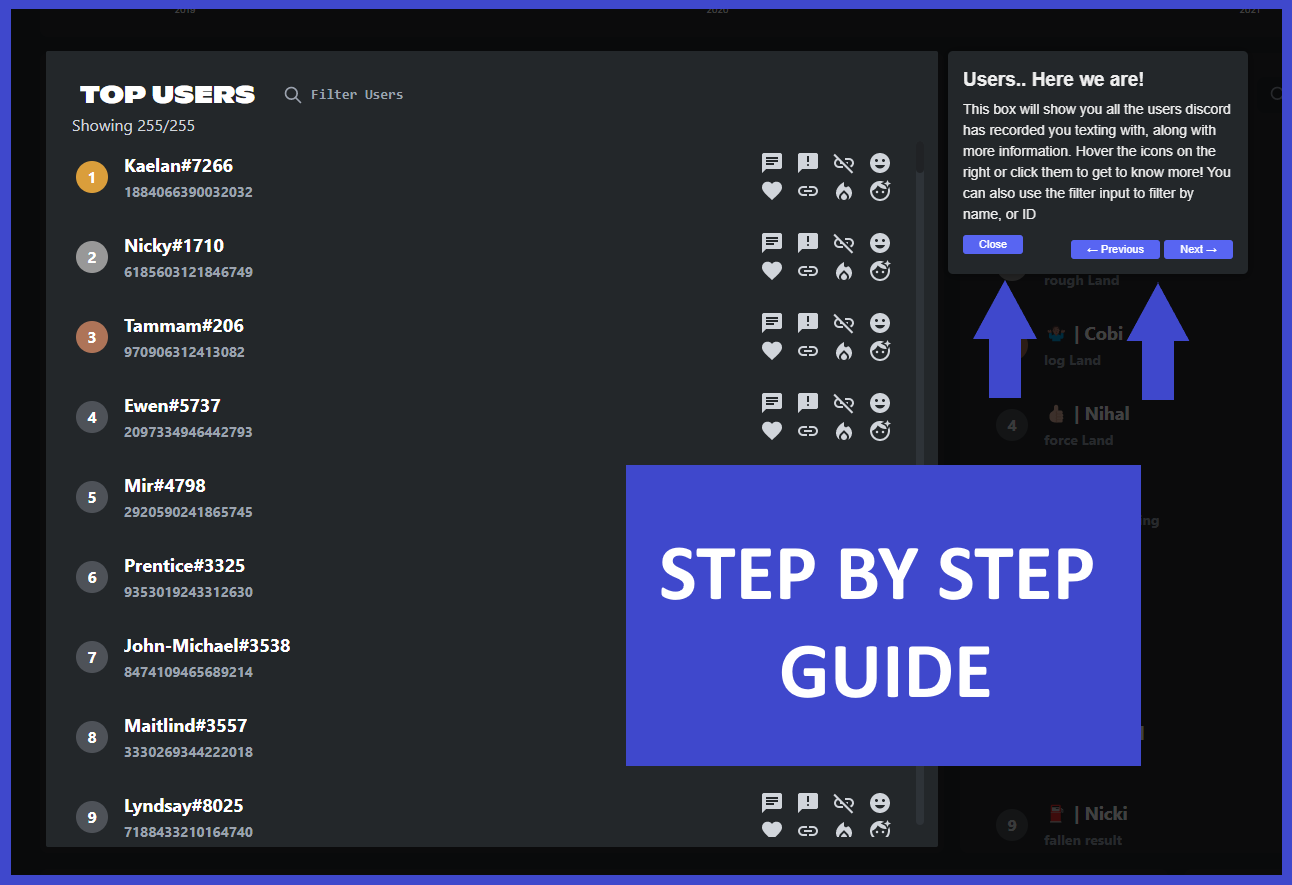 2019
2020
2021
TOP USERS
Filter Users
Showing 255/255
1
Kaelan#7266
1884066390032032
2
Nicky#1710
6185603121846749
3
Tammam#206
970906312413082
4
Ewen#5737
2097334946442793
5
Mir#4798
2920590241865745
6
Prentice#3325
9353019243312630
7
John-Michael#3538
8474109465689214
8
Maitlind#3557
3330269344222018
9
Lyndsay#8025
7188433210164740
Users.. Here we are!
This box will show you all the users discord
has recorded you texting with, along with
more information. Hover the icons on the
right or click them to get to know more! You
can also use the filter input to filter by
name, or ID
Close
← Previous
Next →
rough Land
| Cobi
log Land
4
| Nihal
force Land
STEP BY STEP
GUIDE
9
| Nicki
fallen result